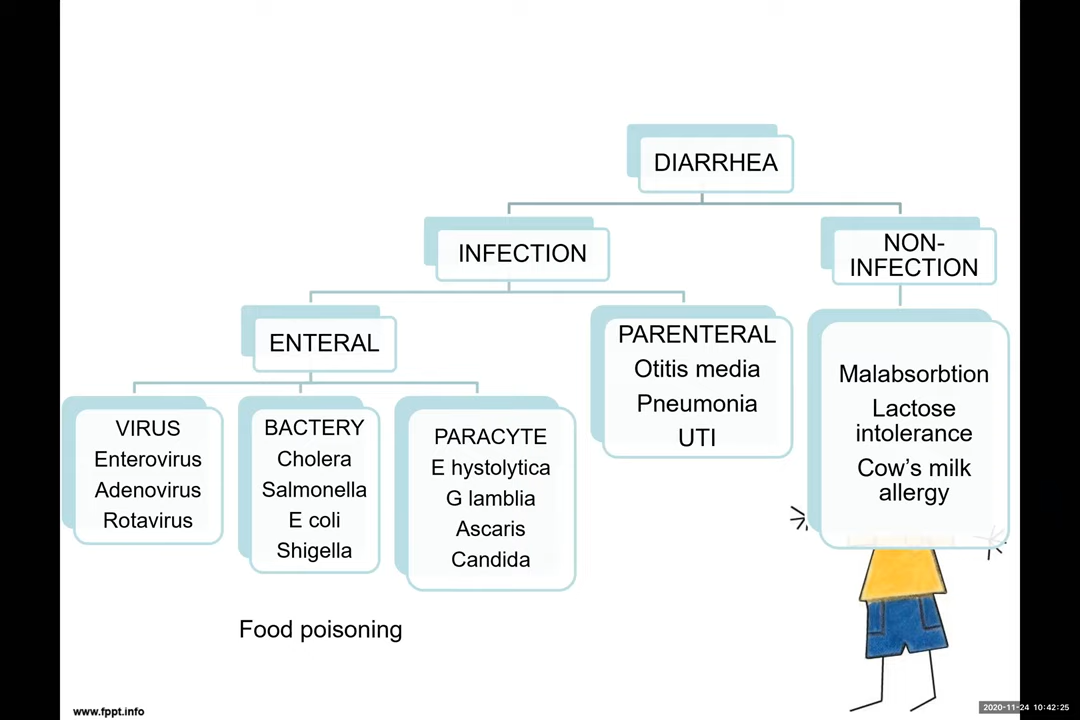 DIARRHEA
INFECTION
NON-
INFECTION
ENTERAL
PARENTERAL
Otitis media
Pneumonia
UTI
Malabsorbtion
Lactose
intolerance
Cow's milk
allergy
VIRUS
Enterovirus
Adenovirus
Rotavirus
BACTERY
Cholera
Salmonella
E coli
Shigella
PARACYTE
E hystolytica
G lamblia
Ascaris
Candida
Food poisoning
www.fppt.info
2020-11-24 10:42:25